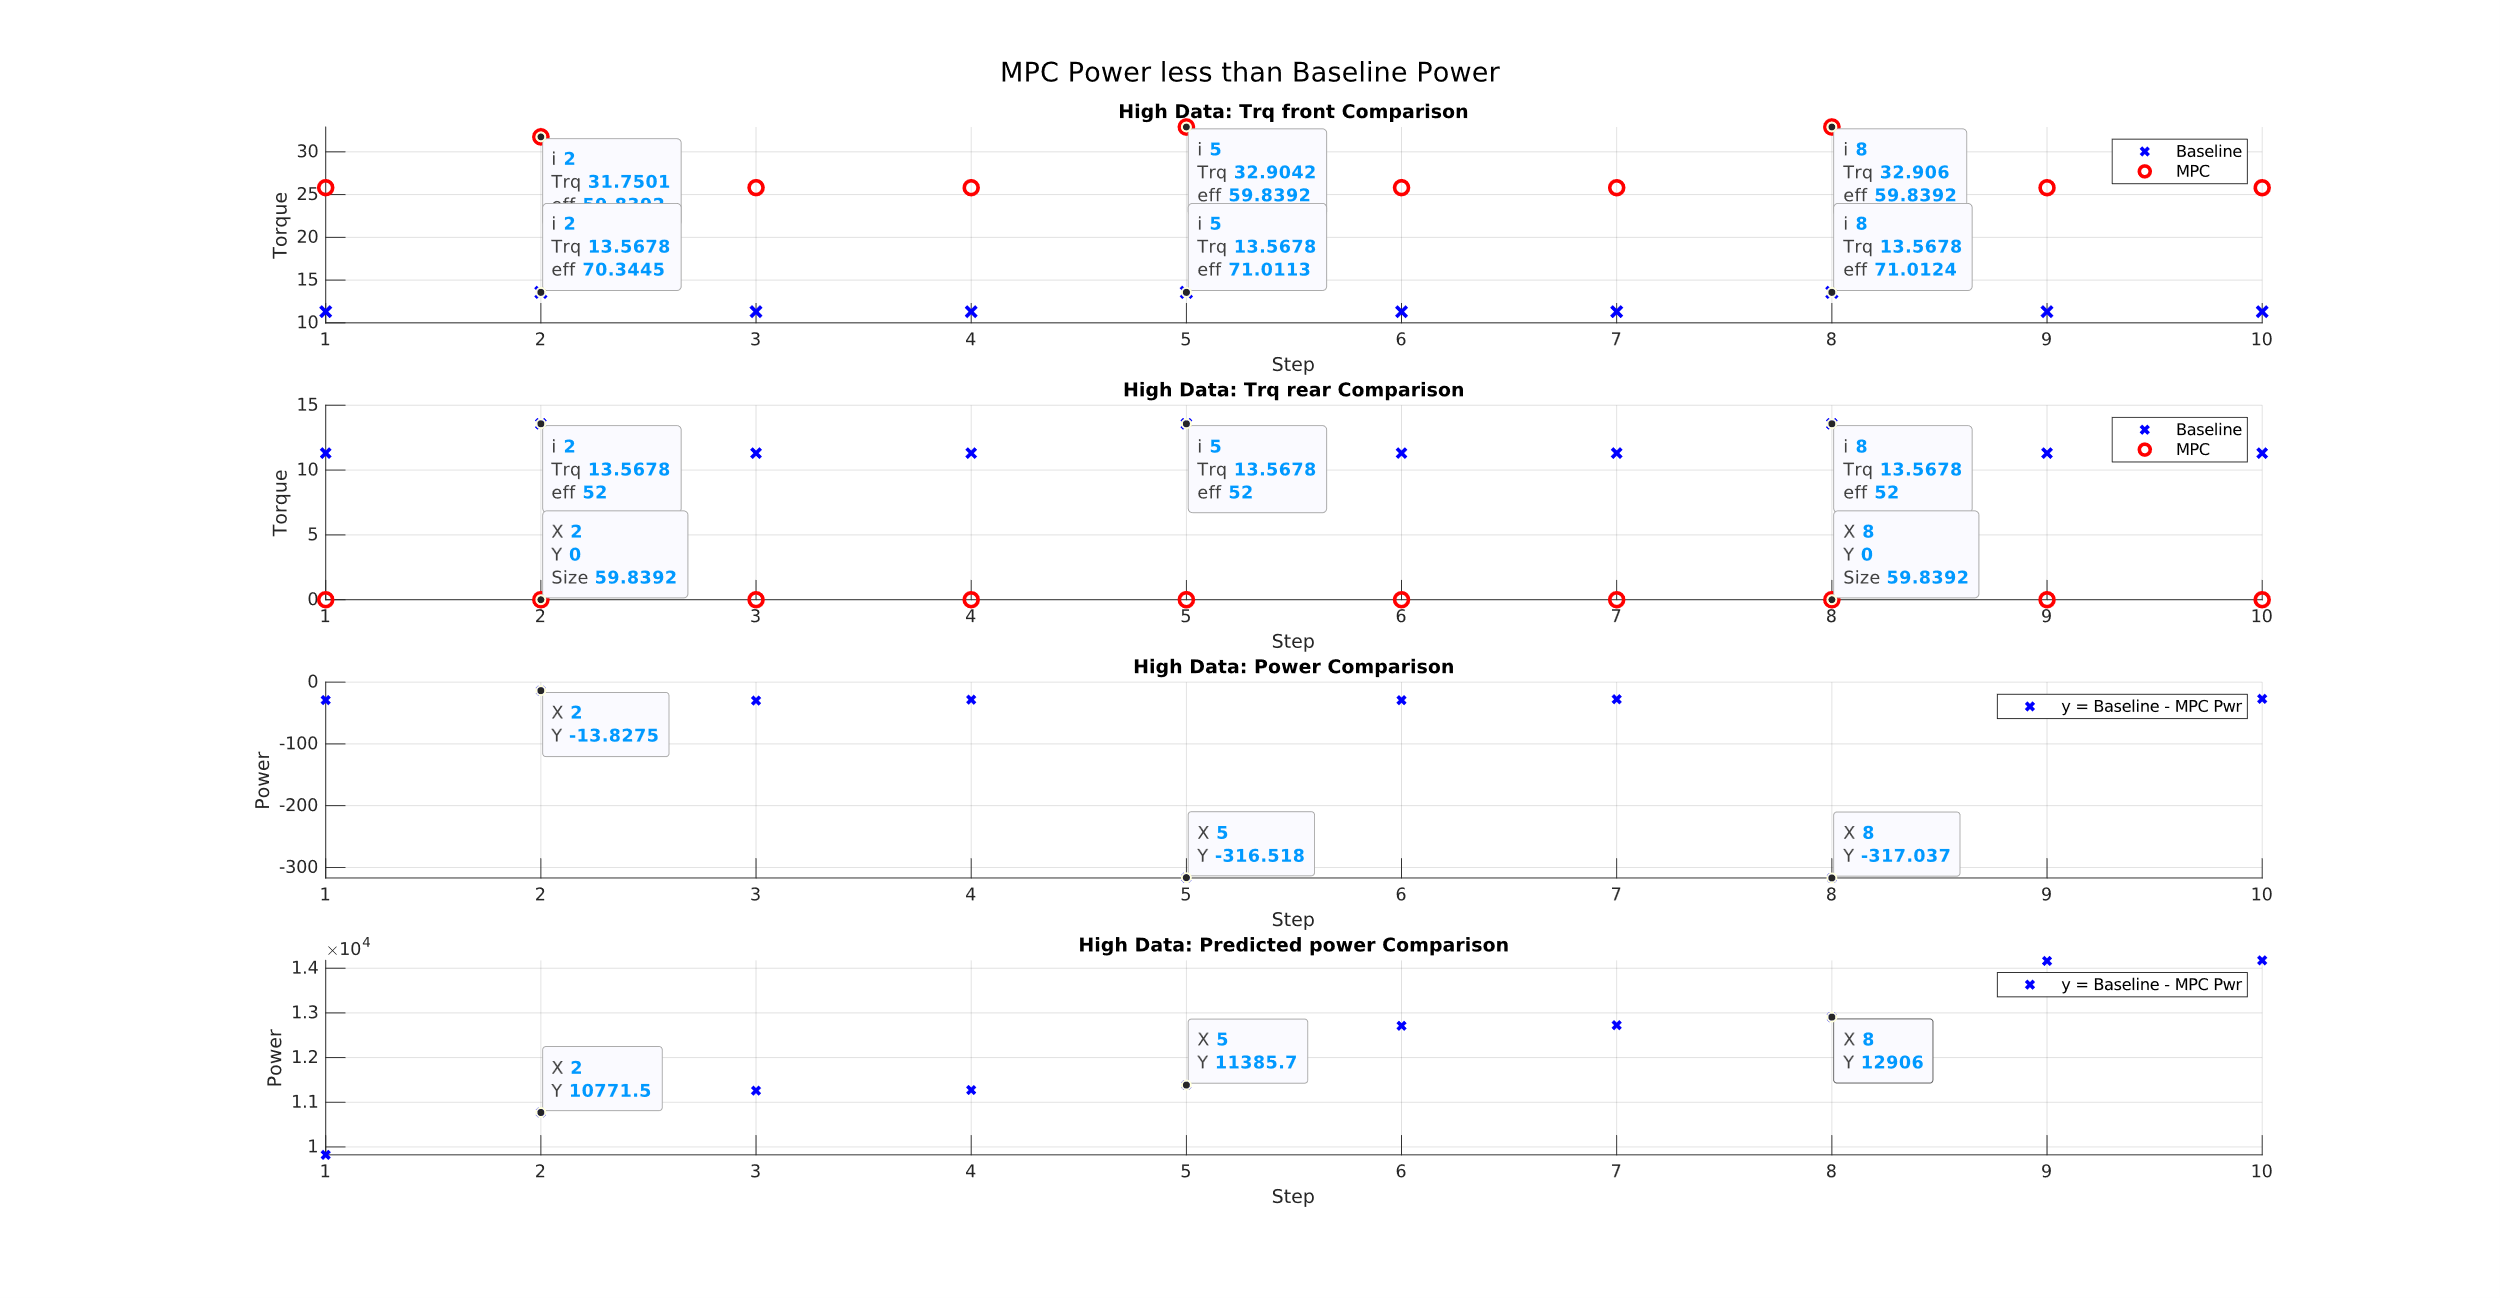 MPC Power less than Baseline Power
High Data: Trq front Comparison
Torque
30
25
20
15
10
i 2
Trq 31.7501
eff 59.8392
i 2
Trq 13.5678
eff 70.3445
i 5
Trq 32.9042
eff 59.8392
i 5
Trq 13.5678
eff 71.0113
i 8
Trq 32.906
eff 59.8392
i 8
Trq 13.5678
eff 71.0124
Baseline
MPC
1 2 3 4 5 6 7 8 9 10
Step
High Data: Trq rear Comparison
Torque
15
10
5
0
i 2
Trq 13.5678
eff 52
X 2
Y 0
Size 59.8392
i 5
Trq 13.5678
eff 52
i 8
Trq 13.5678
eff 52
X 8
Y 0
Size 59.8392
Baseline
MPC
1 2 3 4 5 6 7 8 9 10
Step
High Data: Power Comparison
Power
0
-100
-200
-300
X 2
Y -13.8275
X 5
Y -316.518
X 8
Y -317.037
y = Baseline - MPC Pwr
1 2 3 4 5 6 7 8 9 10
Step
High Data: Predicted power Comparison
×10⁴
Power
1.4
1.3
1.2
1.1
1
X 2
Y 10771.5
X 5
Y 11385.7
X 8
Y 12906
y = Baseline - MPC Pwr
1 2 3 4 5 6 7 8 9 10
Step